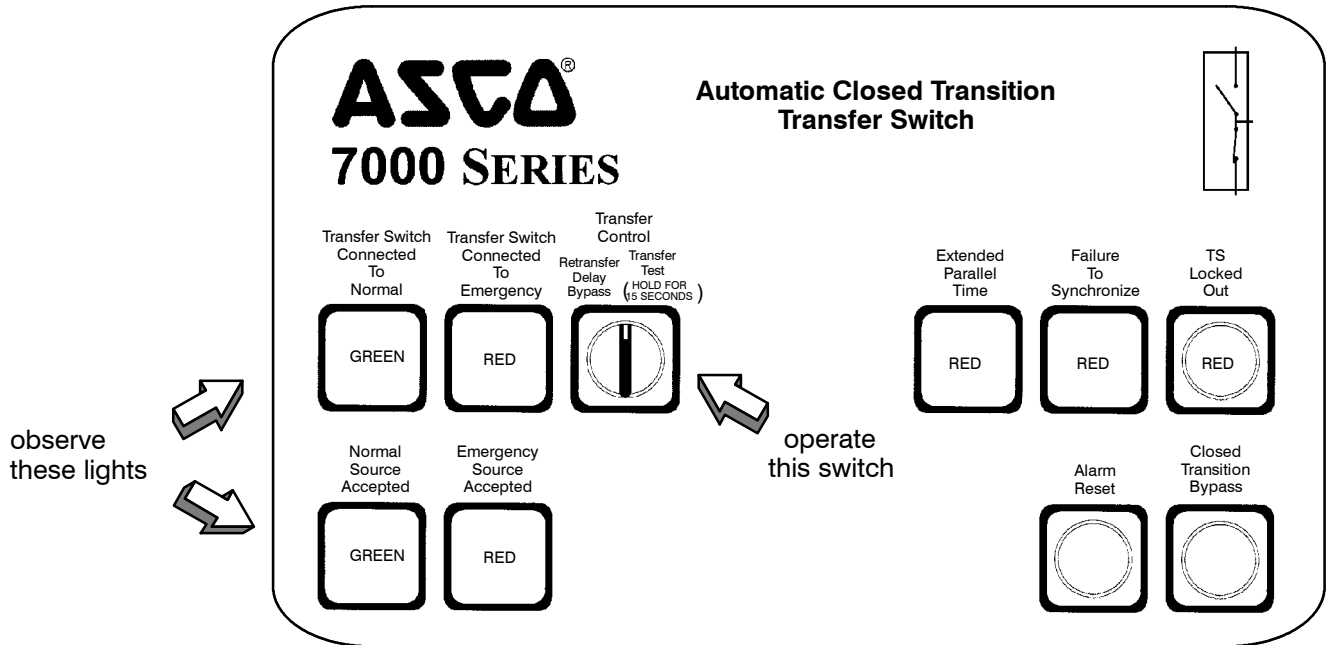 ASCO®
7000 SERIES
Automatic Closed Transition
Transfer Switch
Transfer Switch
Connected
To
Normal
Transfer Switch
Connected
To
Emergency
Transfer
Control
Retransfer
Delay
Bypass
Transfer
Test
(HOLD FOR
15 SECONDS)
Extended
Parallel
Time
Failure
To
Synchronize
TS
Locked
Out
GREEN
RED
RED
RED
RED
observe
these lights
operate
this switch
Normal
Source
Accepted
Emergency
Source
Accepted
Alarm
Reset
Closed
Transition
Bypass
GREEN
RED